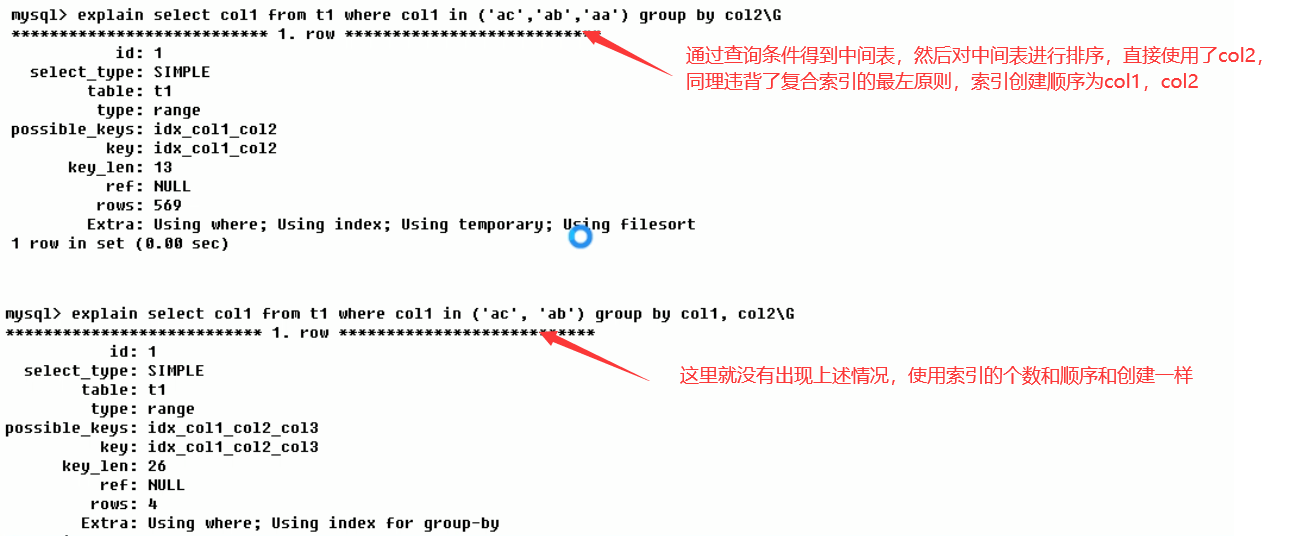 mysql> explain select col1 from t1 where col1 in ('ac','ab','aa') group by col2\G
*************************** 1. row ***************************
通过查询条件得到中间表，然后对中间表进行排序，直接使用了col2，
同理违背了复合索引的最左原则，索引创建顺序为col1，col2
id: 1
select_type: SIMPLE
table: t1
type: range
possible_keys: idx_col1_col2
key: idx_col1_col2
key_len: 13
ref: NULL
rows: 569
Extra: Using where; Using index; Using temporary; Using filesort
1 row in set (0.00 sec)
mysql> explain select col1 from t1 where col1 in ('ac', 'ab') group by col1, col2\G
*************************** 1. row ***************************
id: 1
select_type: SIMPLE
这里就没有出现上述情况，使用索引的个数和顺序和创建一样
table: t1
type: range
possible_keys: idx_col1_col2_col3
key: idx_col1_col2_col3
key_len: 26
ref: NULL
rows: 4
Extra: Using where; Using index for group-by